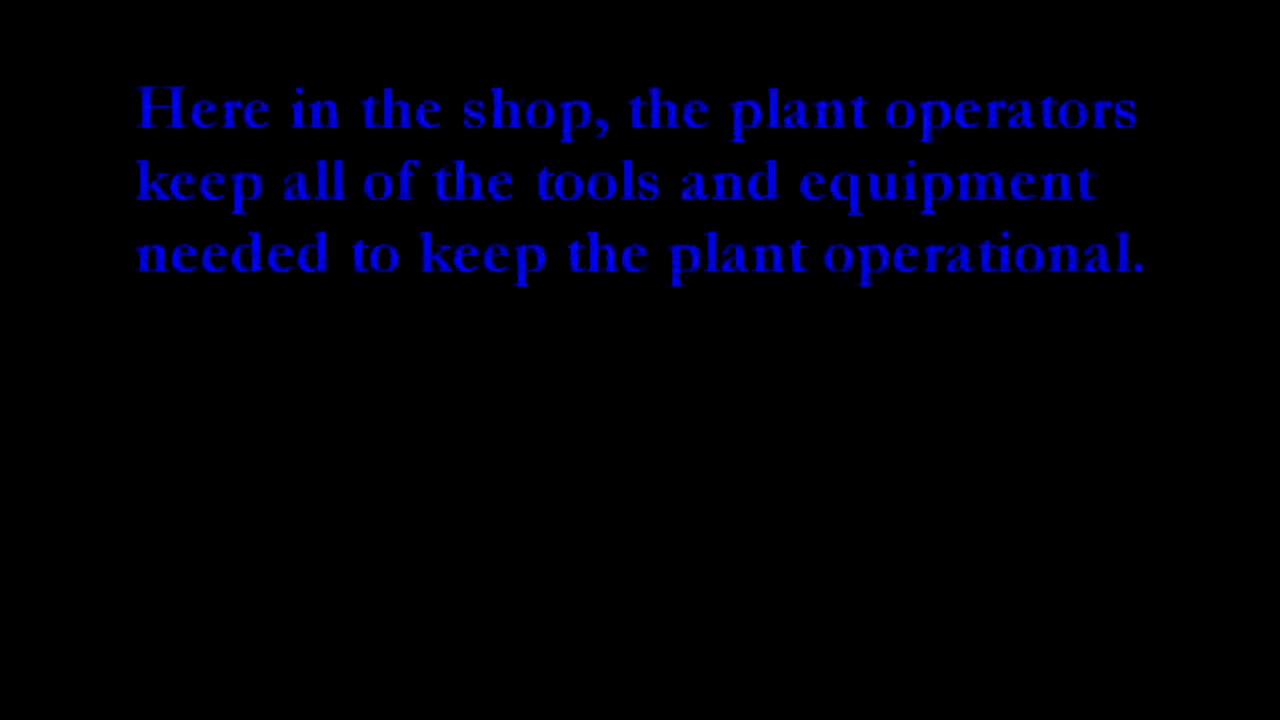 Here in the shop, the plant operators
keep all of the tools and equipment
needed to keep the plant operational.